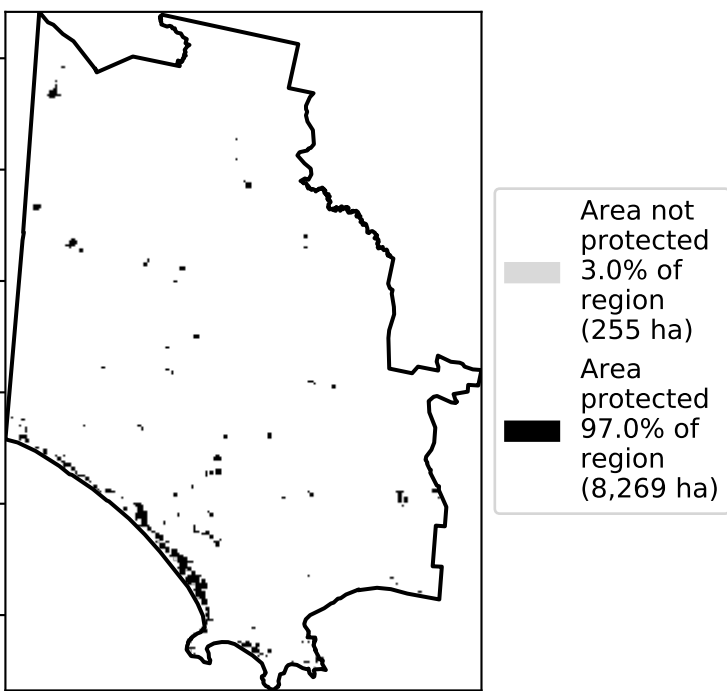 Area not
protected
3.0% of
region
(255 ha)
Area
protected
97.0% of
region
(8,269 ha)